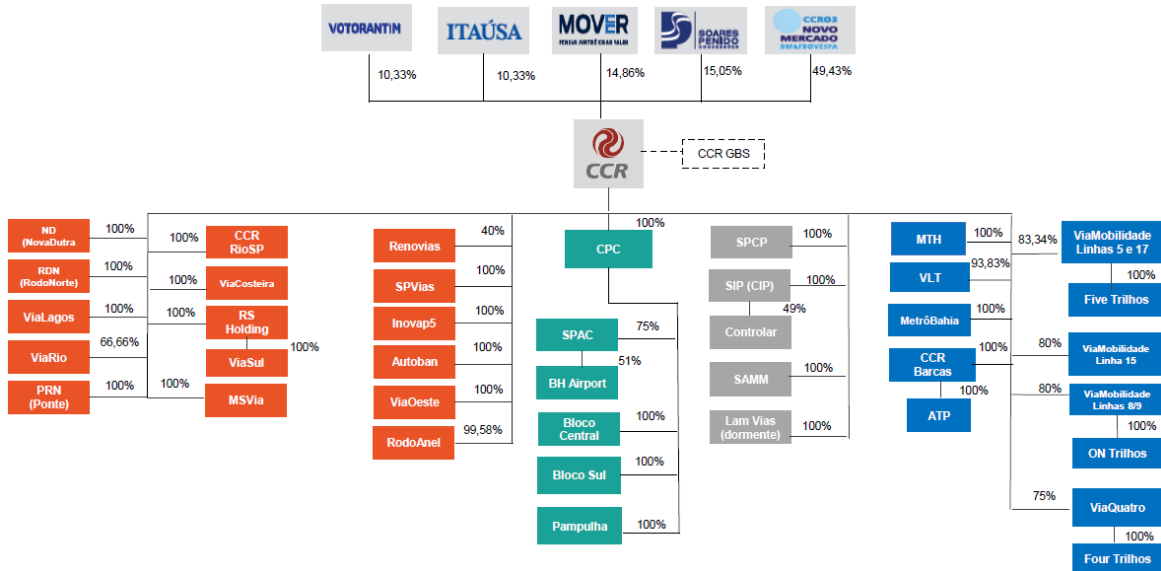 VOTORANTIM
ITAÚSA
MOVER
PENSAR JUNTO CRIAR VALOR
SOARES
PENIDO
CCRO3
NOVO
MERCADO
BM&FBOVESPA
10,33%
10,33%
14,86%
15,05%
49,43%
CCR
CCR GBS
ND
(NovaDutra
100%
RDN
(RodoNorte)
100%
ViaLagos
100%
ViaRio
66,66%
PRN
(Ponte)
100%
100%
CCR
RioSP
100%
ViaCosteira
100%
RS
Holding
100%
ViaSul
100%
MSVia
Renovias
40%
SPVias
100%
Inovap5
100%
Autoban
100%
ViaOeste
100%
RodoAnel
99,58%
100%
CPC
SPAC
75%
51%
BH Airport
Bloco
Central
100%
Bloco Sul
100%
Pampulha
100%
SPCP
100%
SIP (CIP)
100%
49%
Controlar
SAMM
100%
Lam Vias
(dormente)
100%
MTH
100%
VLT
93,83%
MetrôBahia
100%
CCR
Barcas
100%
100%
ATP
83,34%
ViaMobilidade
Linhas 5 e 17
100%
Five Trilhos
80%
ViaMobilidade
Linha 15
80%
ViaMobilidade
Linhas 8/9
100%
ON Trilhos
75%
ViaQuatro
100%
Four Trilhos